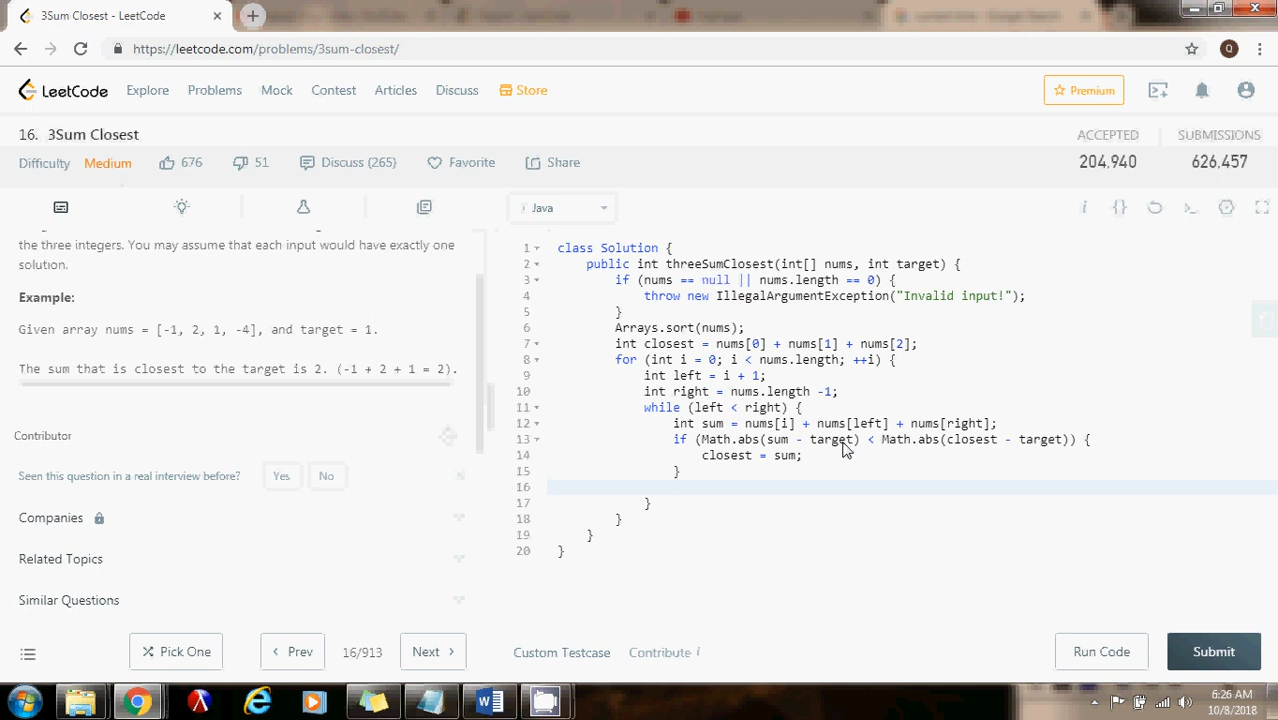 3Sum Closest - LeetCode
https://leetcode.com/problems/3sum-closest/
Q
LeetCode Explore Problems Mock Contest Articles Discuss Store Premium
16. 3Sum Closest
ACCEPTED SUBMISSIONS
Difficulty Medium 676 51 Discuss (265) Favorite Share
204,940 626,457
Java
the three integers. You may assume that each input would have exactly one
solution.
Example:
Given array nums = [-1, 2, 1, -4], and target = 1.
The sum that is closest to the target is 2. (-1 + 2 + 1 = 2).
Contributor
Seen this question in a real interview before? Yes No
Companies
Related Topics
Similar Questions
1 class Solution {
2 public int threeSumClosest(int[] nums, int target) {
3 if (nums == null || nums.length == 0) {
4 throw new IllegalArgumentException("Invalid input!");
5 }
6 Arrays.sort(nums);
7 int closest = nums[0] + nums[1] + nums[2];
8 for (int i = 0; i < nums.length; ++i) {
9 int left = i + 1;
10 int right = nums.length -1;
11 while (left < right) {
12 int sum = nums[i] + nums[left] + nums[right];
13 if (Math.abs(sum - target) < Math.abs(closest - target)) {
14 closest = sum;
15 }
16
17 }
18 }
19 }
20 }
Pick One Prev 16/913 Next Custom Testcase Contribute i Run Code Submit
6:26 AM
10/8/2018